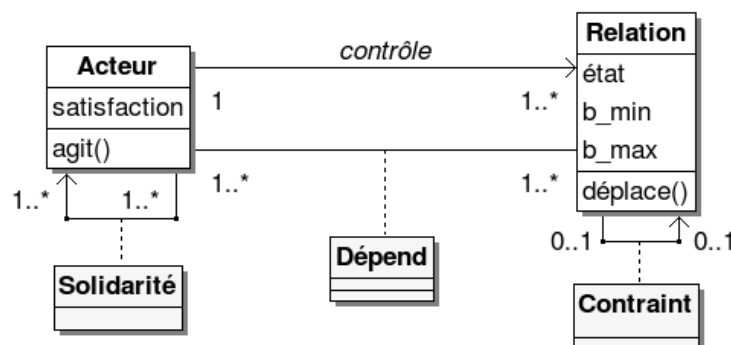 Relation
Acteur
contrôle
état
satisfaction
1
1..*
b_min
agit()
b_max
1..*
1..*
1..*
1..*
déplace()
0..1
0..1
Dépend
Solidarité
Contraint